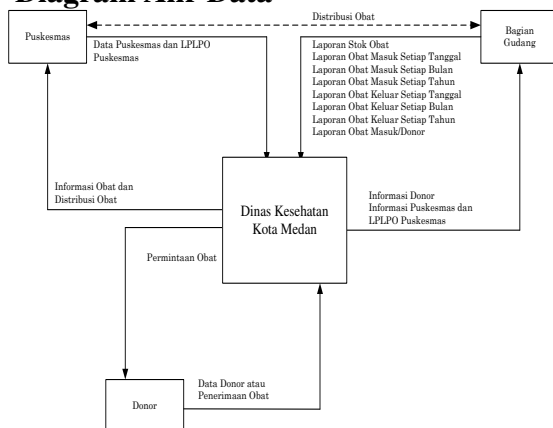 Diagram Alir Data
Distribusi Obat
Puskesmas
Bagian
Gudang
Data Puskesmas dan LPLPO
Puskesmas
Laporan Stok Obat
Laporan Obat Masuk Setiap Tanggal
Laporan Obat Masuk Setiap Bulan
Laporan Obat Masuk Setiap Tahun
Laporan Obat Keluar Setiap Tanggal
Laporan Obat Keluar Setiap Bulan
Laporan Obat Keluar Setiap Tahun
Laporan Obat Masuk/Donor
Informasi Obat dan
Distribusi Obat
Dinas Kesehatan
Kota Medan
Informasi Donor
Informasi Puskesmas dan
LPLPO Puskesmas
Permintaan Obat
Data Donor atau
Penerimaan Obat
Donor